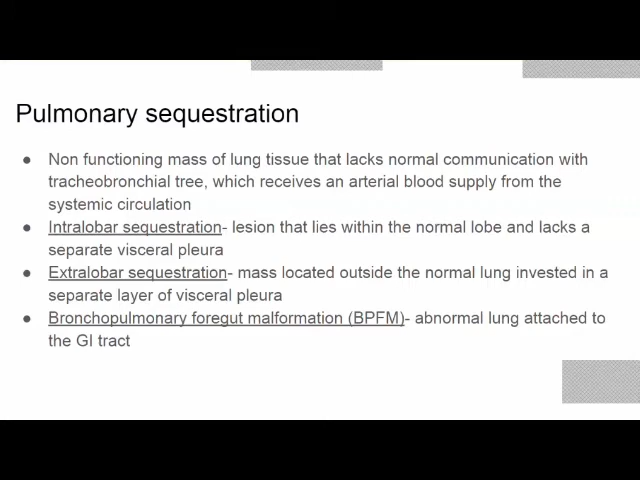 Pulmonary sequestration
● Non functioning mass of lung tissue that lacks normal communication with
tracheobronchial tree, which receives an arterial blood supply from the
systemic circulation
● Intralobar sequestration- lesion that lies within the normal lobe and lacks a
separate visceral pleura
● Extralobar sequestration- mass located outside the normal lung invested in a
separate layer of visceral pleura
● Bronchopulmonary foregut malformation (BPFM)- abnormal lung attached to
the GI tract